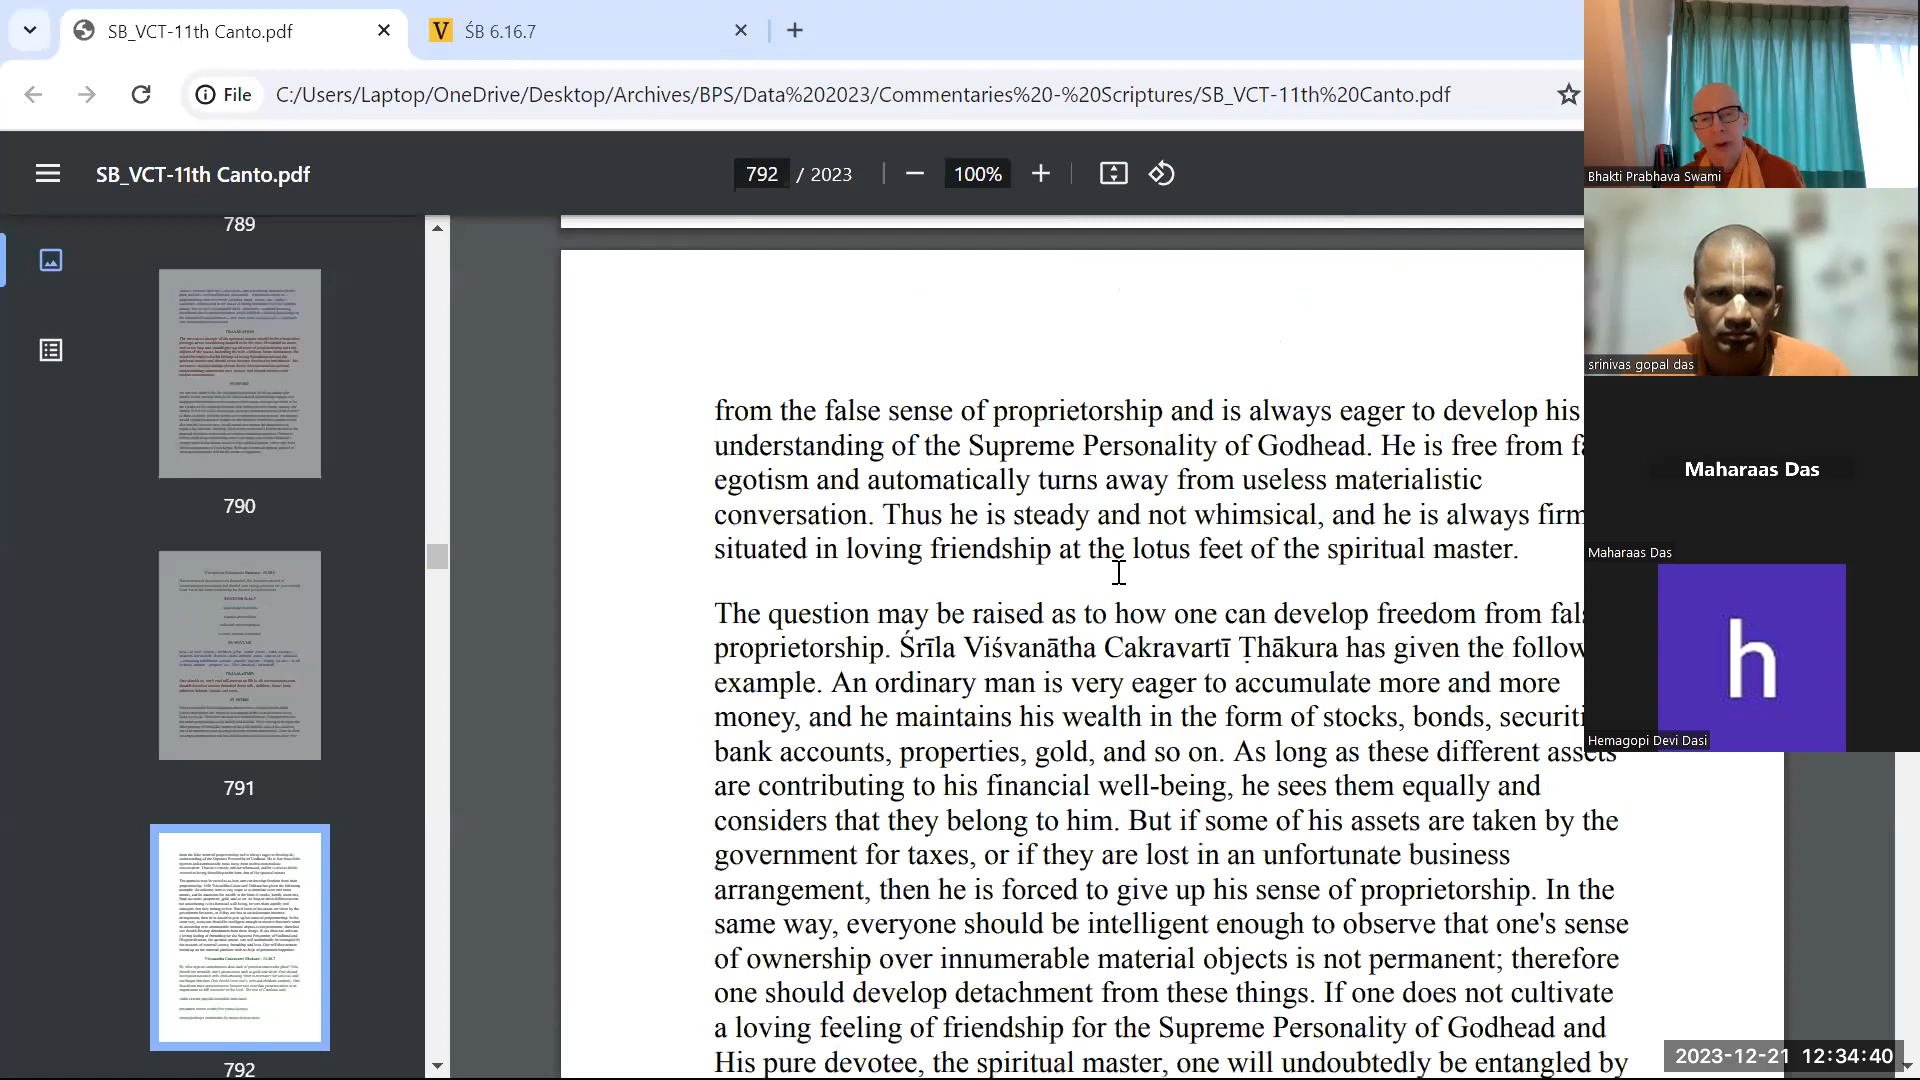 SB_VCT-11th Canto.pdf
V ŚB 6.16.7
File C:/Users/Laptop/OneDrive/Desktop/Archives/BPS/Data%202023/Commentaries%20-%20Scriptures/SB_VCT-11th%20Canto.pdf
SB_VCT-11th Canto.pdf
792 / 2023
100%
789
790
791
792
from the false sense of proprietorship and is always eager to develop his
understanding of the Supreme Personality of Godhead. He is free from
egotism and automatically turns away from useless materialistic
conversation. Thus he is steady and not whimsical, and he is always firm
situated in loving friendship at the lotus feet of the spiritual master.
The question may be raised as to how one can develop freedom from
proprietorship. Śrīla Viśvanātha Cakravartī Ṭhākura has given the follow
example. An ordinary man is very eager to accumulate more and more
money, and he maintains his wealth in the form of stocks, bonds, securiti
bank accounts, properties, gold, and so on. As long as these different assets
are contributing to his financial well-being, he sees them equally and
considers that they belong to him. But if some of his assets are taken by the
government for taxes, or if they are lost in an unfortunate business
arrangement, then he is forced to give up his sense of proprietorship. In the
same way, everyone should be intelligent enough to observe that one's sense
of ownership over innumerable material objects is not permanent; therefore
one should develop detachment from these things. If one does not cultivate
a loving feeling of friendship for the Supreme Personality of Godhead and
His pure devotee, the spiritual master, one will undoubtedly be entangled by
Bhakti Prabhava Swami
srinivas gopal das
Maharaas Das
Maharaas Das
h
Hemagopi Devi Dasi
2023-12-21 12:34:40